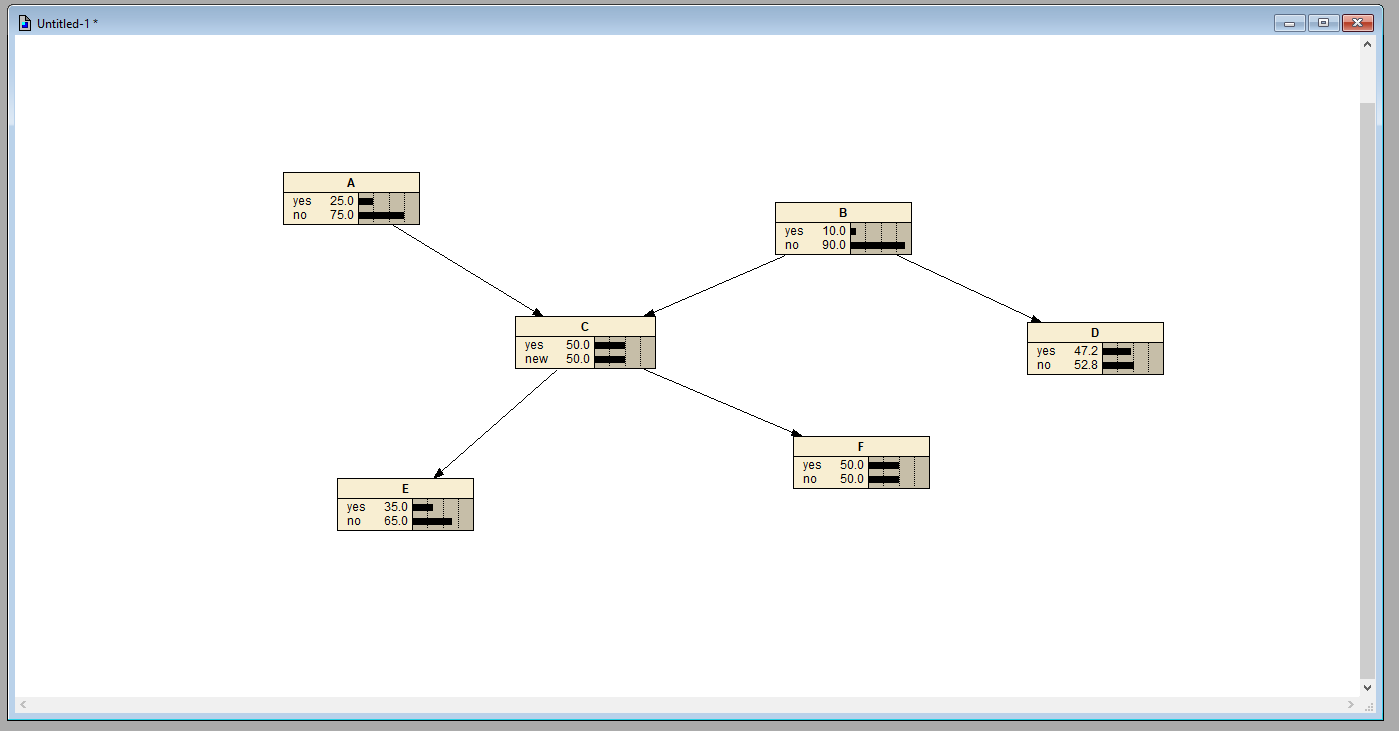 Untitled-1 *
A
yes 25.0
no 75.0
B
yes 10.0
no 90.0
C
yes 50.0
new 50.0
D
yes 47.2
no 52.8
F
yes 50.0
no 50.0
E
yes 35.0
no 65.0